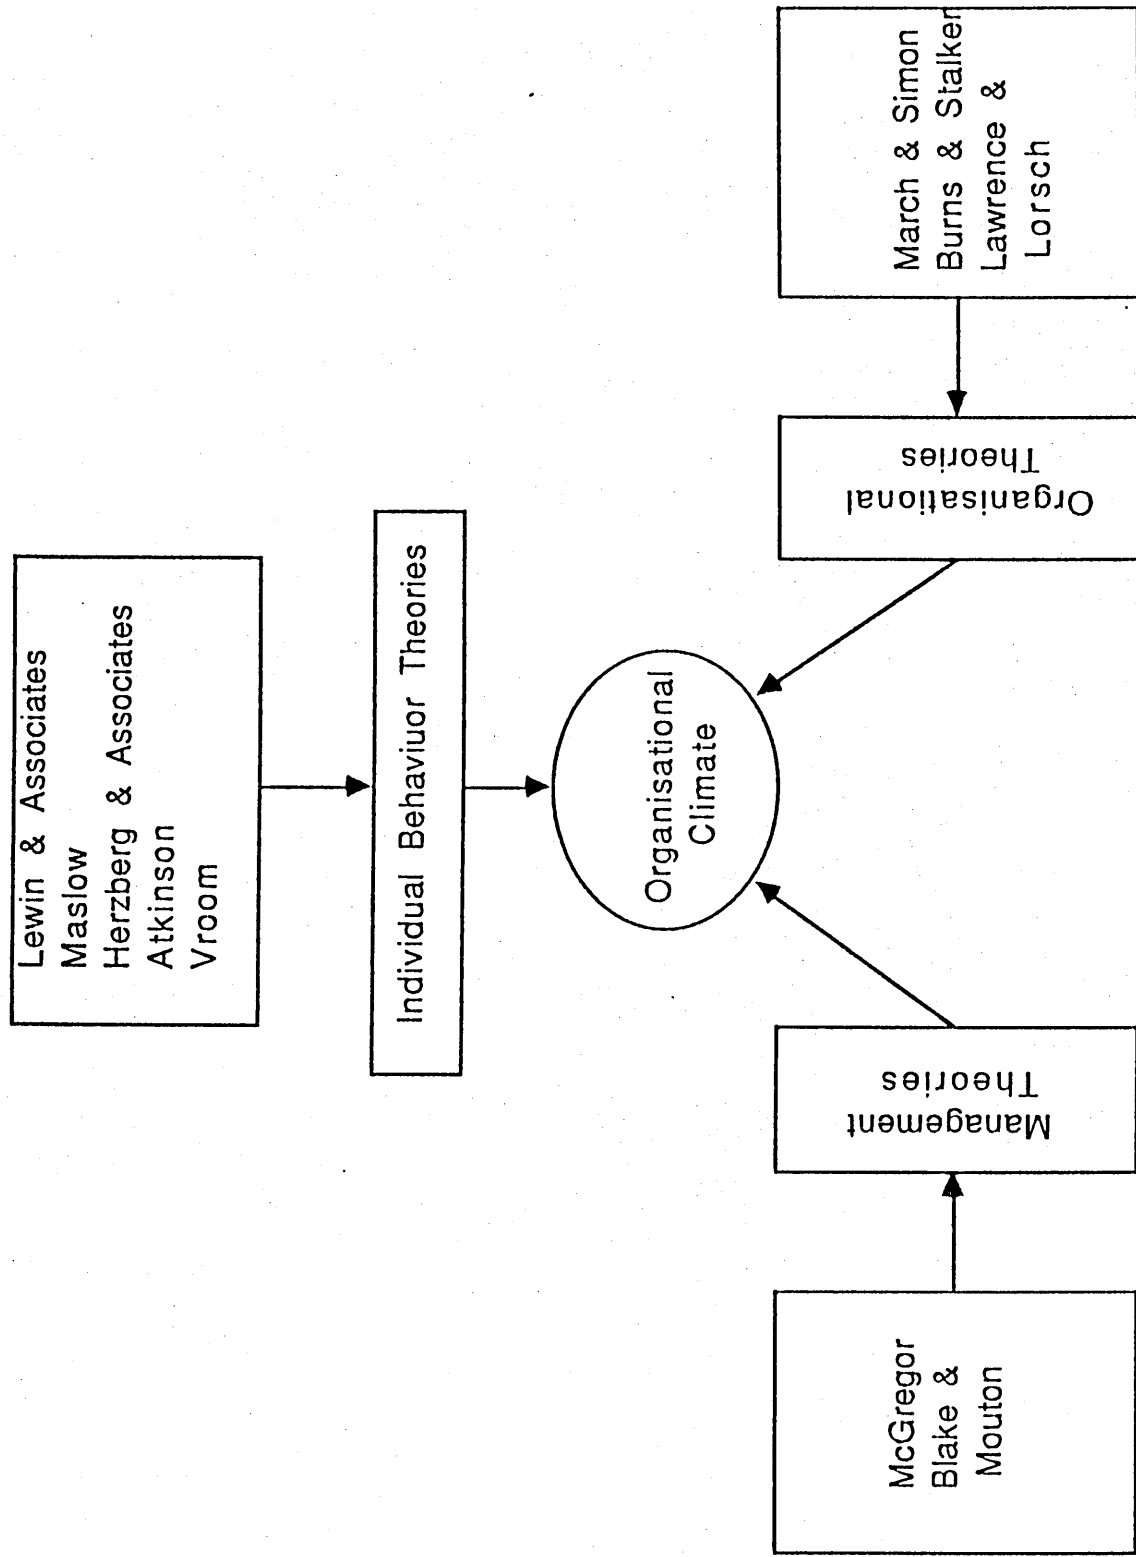 Lewin & Associates
Maslow
Herzberg & Associates
Atkinson
Vroom
Individual Behaviuor Theories
Organisational
Climate
Management
Theories
Organisational
Theories
McGregor
Blake &
Mouton
March & Simon
Burns & Stalker
Lawrence &
Lorsch